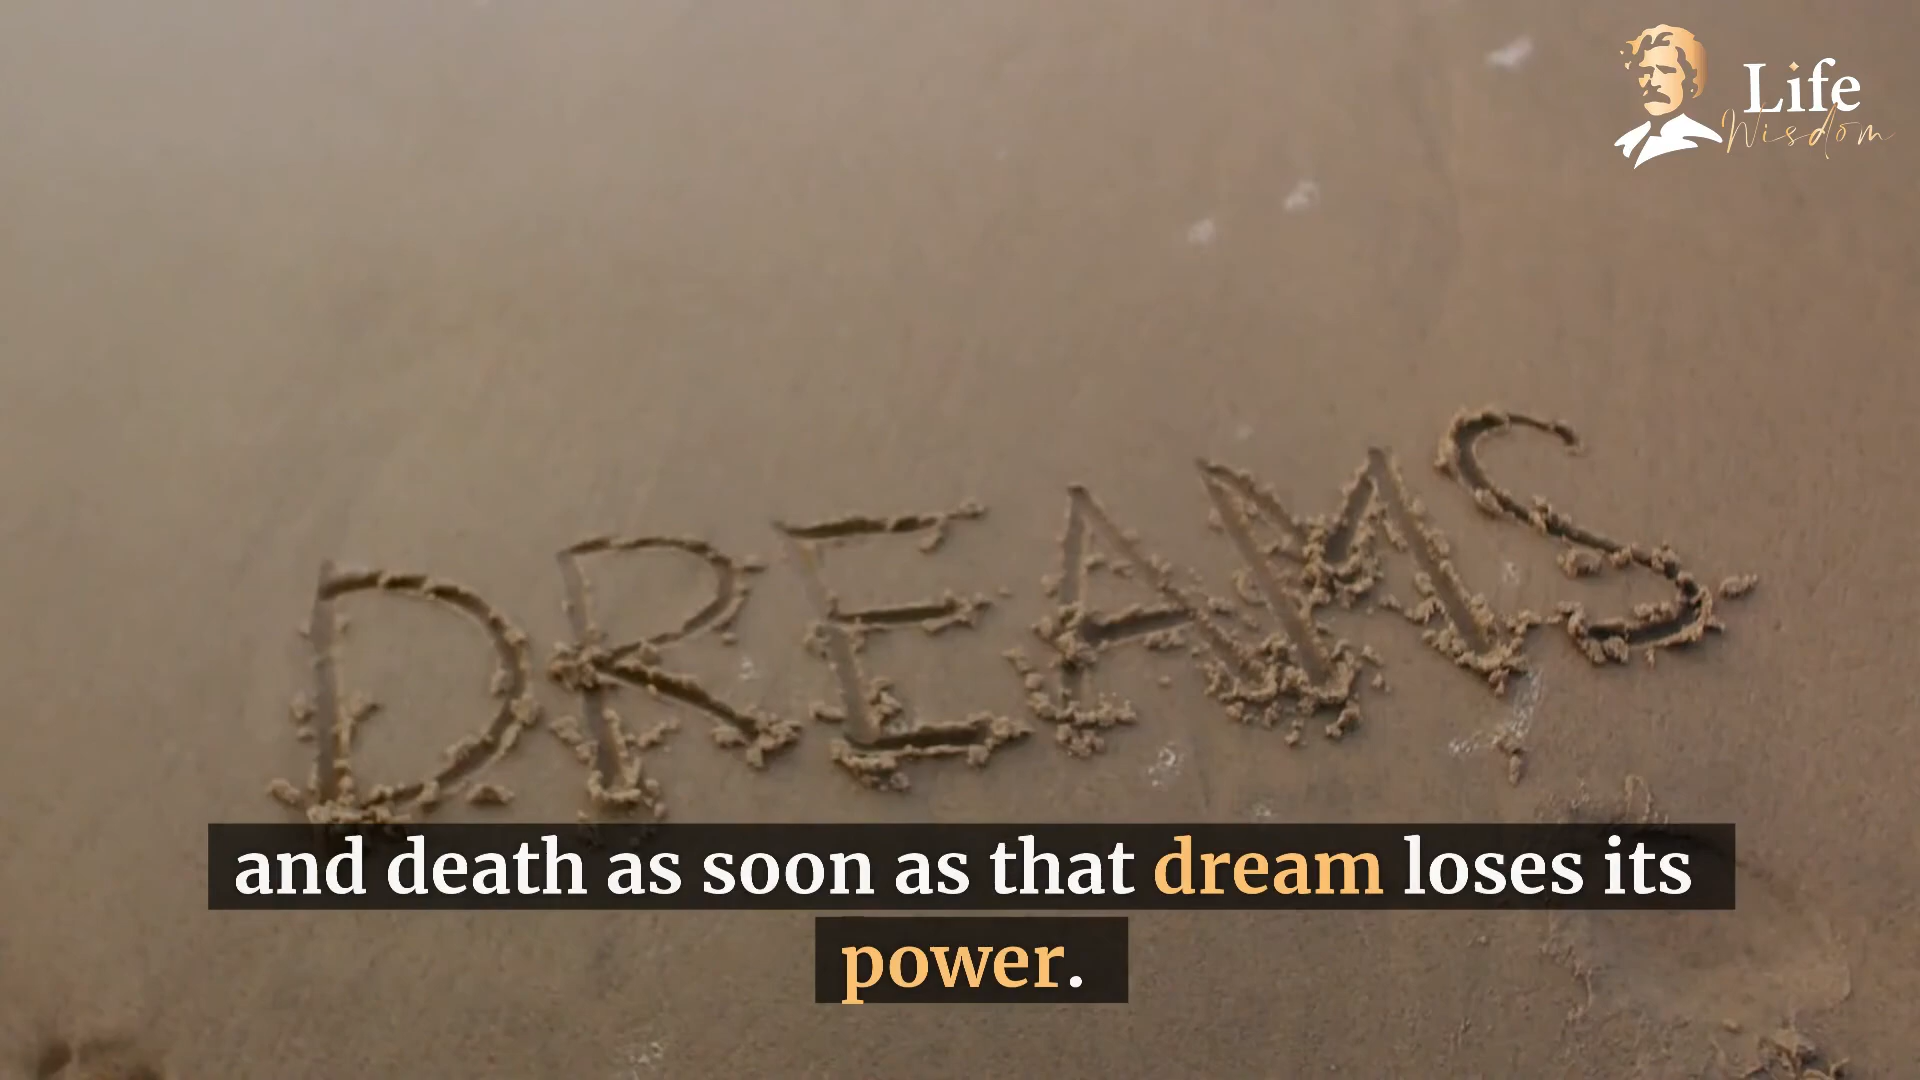 Life
Wisdom
DREAMS
and death as soon as that dream loses its
power.